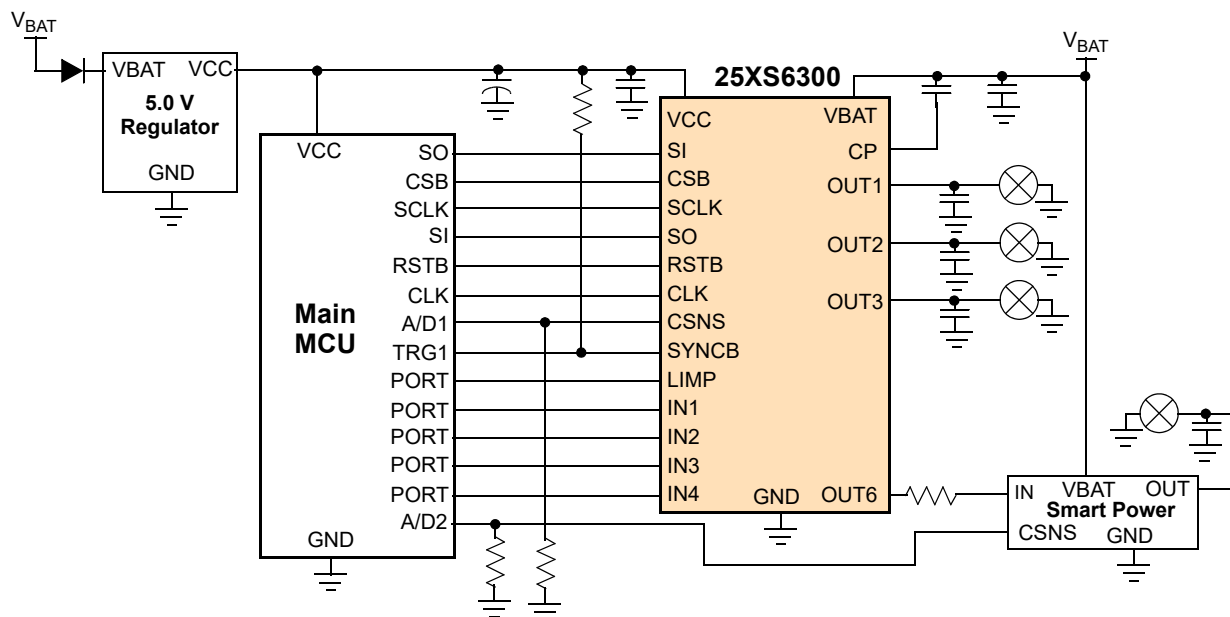 VBAT
VBAT VCC
5.0 V
Regulator
GND
VCC
SO
CSB
SCLK
SI
RSTB
CLK
A/D1
TRG1
PORT
PORT
PORT
PORT
PORT
A/D2
Main
MCU
GND
25XS6300
VCC
SI
CSB
SCLK
SO
RSTB
CLK
CSNS
SYNCB
LIMP
IN1
IN2
IN3
IN4
VBAT
CP
OUT1
OUT2
OUT3
GND
OUT6
VBAT
IN VBAT OUT
Smart Power
CSNS GND